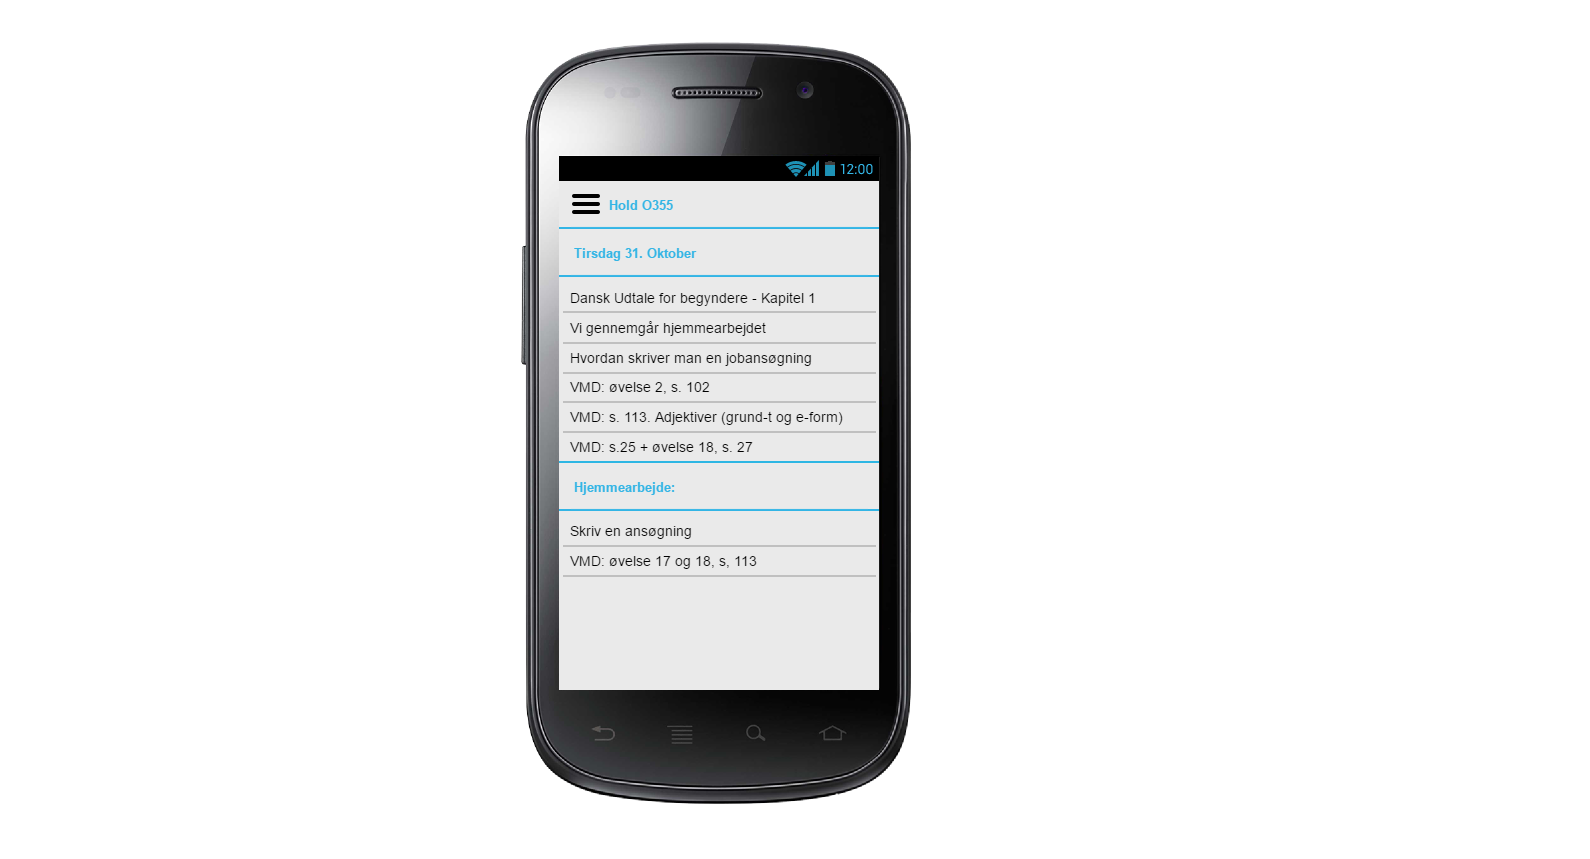 12:00
Hold O355
Tirsdag 31. Oktober
Dansk Udtale for begyndere - Kapitel 1
Vi gennemgår hjemmearbejdet
Hvordan skriver man en jobansøgning
VMD: øvelse 2, s. 102
VMD: s. 113. Adjektiver (grund-t og e-form)
VMD: s.25 + øvelse 18, s. 27
Hjemmearbejde:
Skriv en ansøgning
VMD: øvelse 17 og 18, s, 113